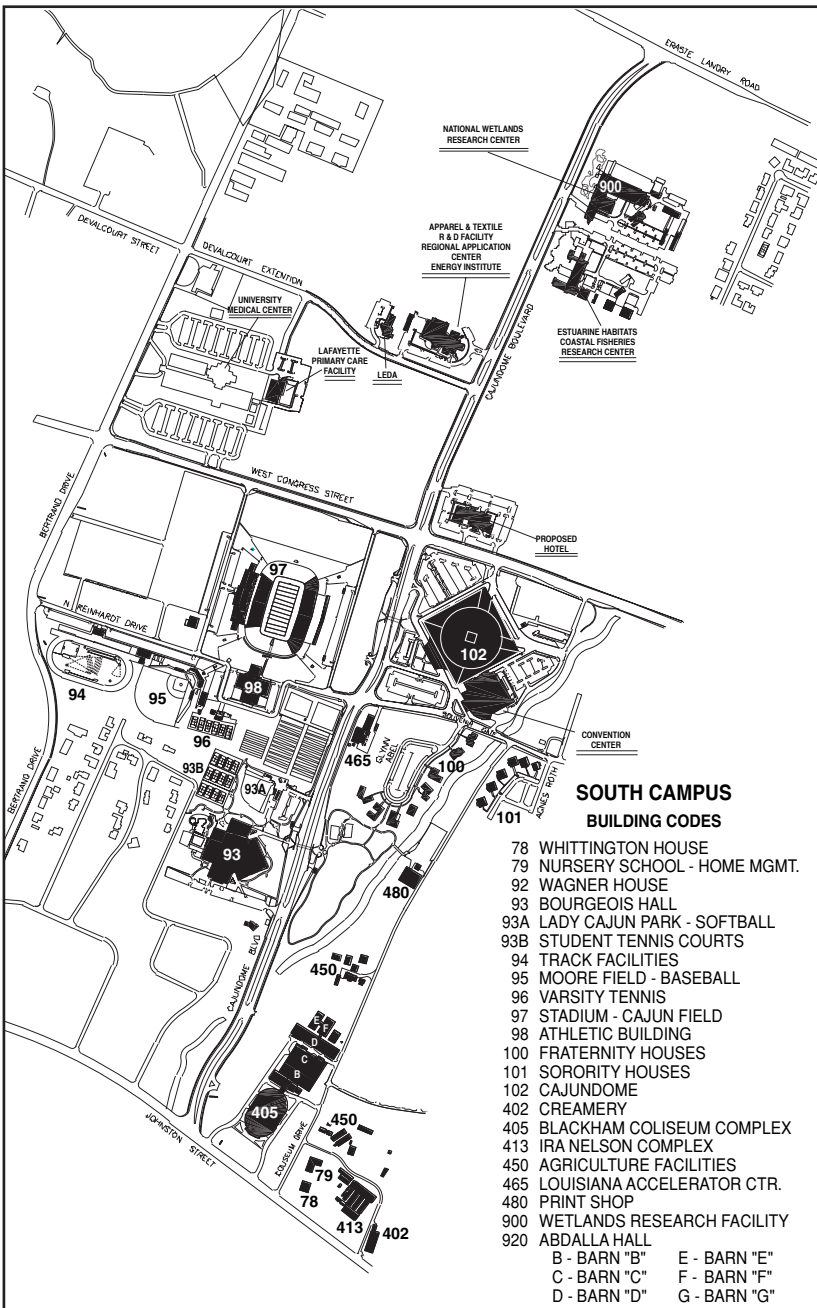 ERASTE LANDRY ROAD
NATIONAL WETLANDS
RESEARCH CENTER
900
DEVALCOURT STREET
DEVALCOURT EXTENTION
APPAREL & TEXTILE
R & D FACILITY
REGIONAL APPLICATION
CENTER
ENERGY INSTITUTE
CAJUNDOME BOULEVARD
UNIVERSITY
MEDICAL CENTER
LAFAYETTE
PRIMARY CARE
FACILITY
LEDA
ESTUARINE HABITATS
COASTAL FISHERIES
RESEARCH CENTER
BERTRAND DRIVE
WEST CONGRESS STREET
PROPOSED
HOTEL
97
N
REINHARDT DRIVE
102
94
95
98
96
465
GLYNN
ABEL
100
CONVENTION
CENTER
93B
93A
BERTRAND DRIVE
101
AGNES ROTH
93
480
CAJUNDOME BLVD
450
E
F
D
C
B
405
JOHNSTON STREET
COLISEUM DRIVE
450
79
78
413
402
SOUTH CAMPUS
BUILDING CODES
78 WHITTINGTON HOUSE
79 NURSERY SCHOOL - HOME MGMT.
92 WAGNER HOUSE
93 BOURGEOIS HALL
93A LADY CAJUN PARK - SOFTBALL
93B STUDENT TENNIS COURTS
94 TRACK FACILITIES
95 MOORE FIELD - BASEBALL
96 VARSITY TENNIS
97 STADIUM - CAJUN FIELD
98 ATHLETIC BUILDING
100 FRATERNITY HOUSES
101 SORORITY HOUSES
102 CAJUNDOME
402 CREAMERY
405 BLACKHAM COLISEUM COMPLEX
413 IRA NELSON COMPLEX
450 AGRICULTURE FACILITIES
465 LOUISIANA ACCELERATOR CTR.
480 PRINT SHOP
900 WETLANDS RESEARCH FACILITY
920 ABDALLA HALL
B - BARN "B" E - BARN "E"
C - BARN "C" F - BARN "F"
D - BARN "D" G - BARN "G"